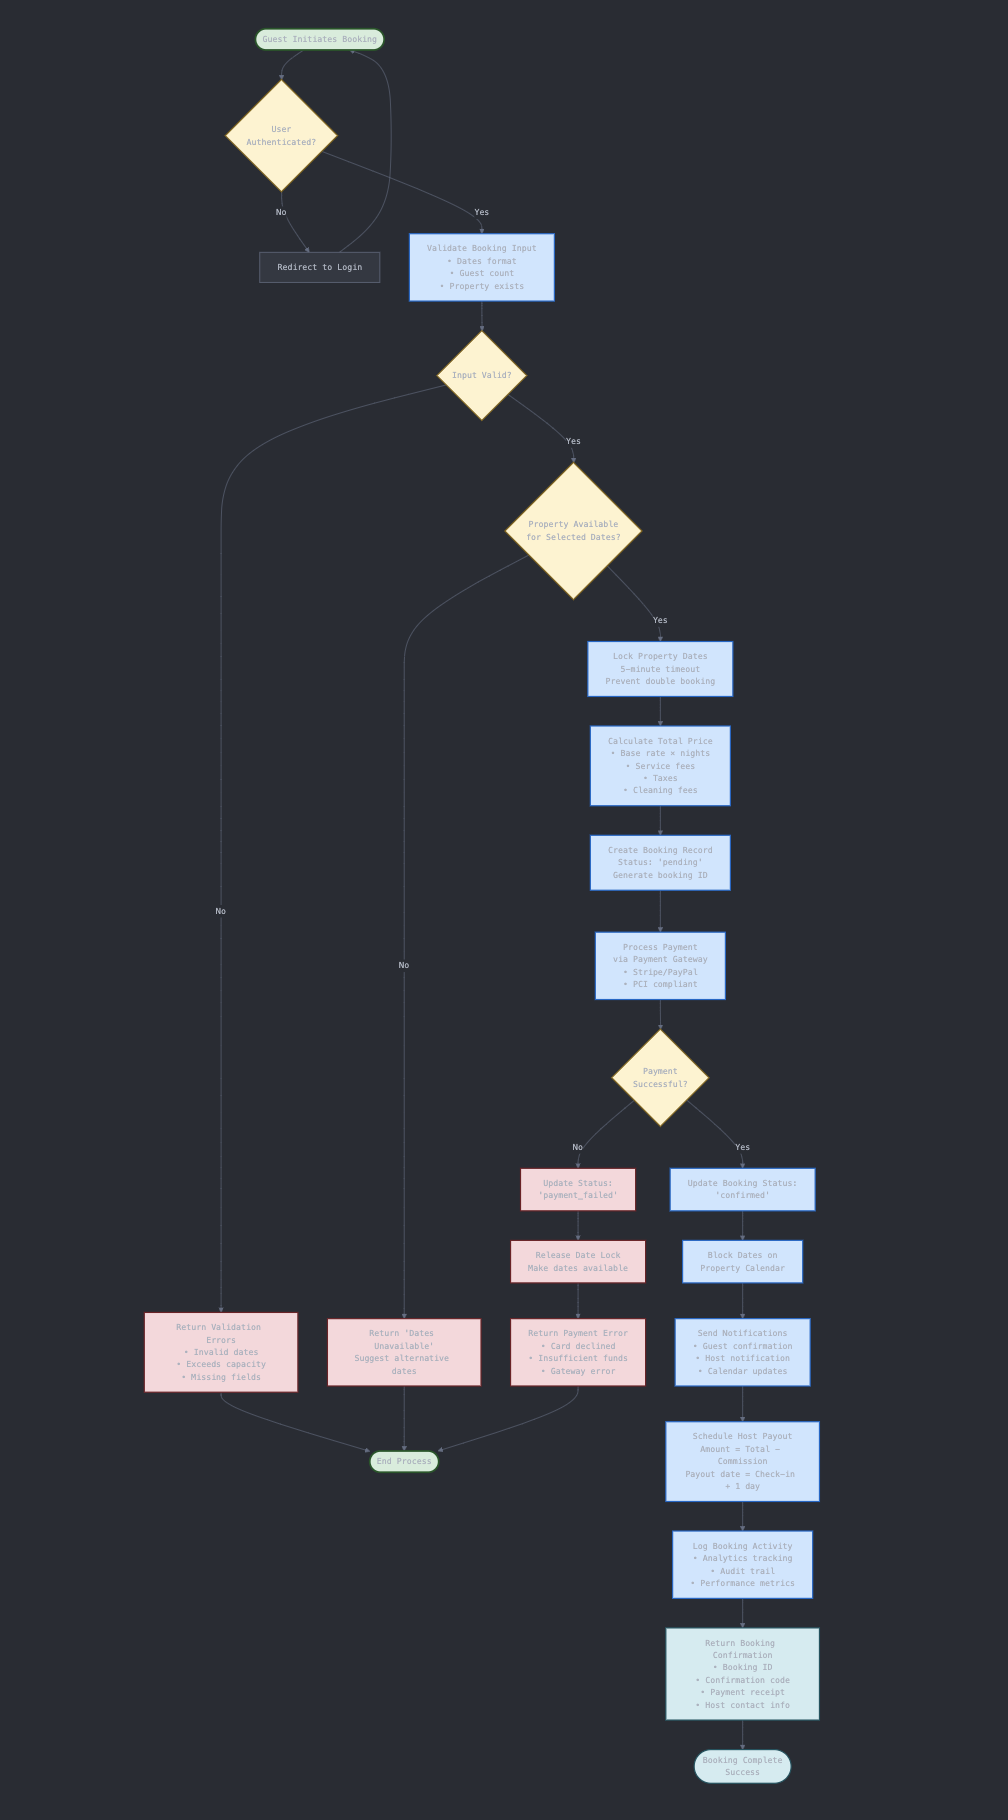 Guest Initiates Booking
User
Authenticated?
No
Yes
Redirect to Login
Validate Booking Input
• Dates format
• Guest count
• Property exists
Input Valid?
Yes
Property Available
for Selected Dates?
Yes
Lock Property Dates
5-minute timeout
Prevent double booking
Calculate Total Price
• Base rate × nights
• Service fees
• Taxes
• Cleaning fees
Create Booking Record
Status: 'pending'
Generate booking ID
No
Process Payment
via Payment Gateway
• Stripe/PayPal
• PCI compliant
No
Payment
Successful?
No
Yes
Update Status:
'payment_failed'
Update Booking Status:
'confirmed'
Release Date Lock
Make dates available
Block Dates on
Property Calendar
Return Validation
Errors
• Invalid dates
• Exceeds capacity
• Missing fields
Return 'Dates
Unavailable'
Suggest alternative
dates
Return Payment Error
• Card declined
• Insufficient funds
• Gateway error
Send Notifications
• Guest confirmation
• Host notification
• Calendar updates
End Process
Schedule Host Payout
Amount = Total −
Commission
Payout date = Check-in
+ 1 day
Log Booking Activity
• Analytics tracking
• Audit trail
• Performance metrics
Return Booking
Confirmation
• Booking ID
• Confirmation code
• Payment receipt
• Host contact info
Booking Complete
Success